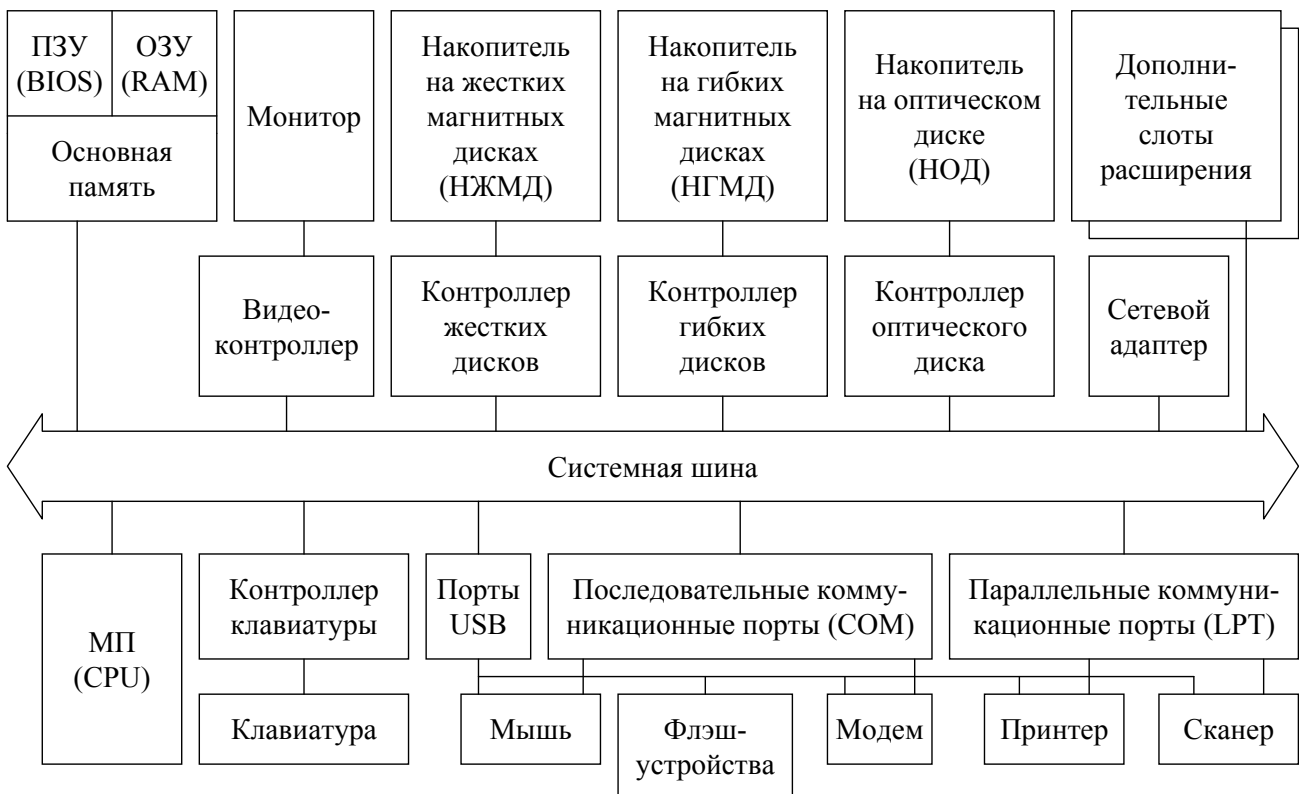 ПЗУ
(BIOS)
ОЗУ
(RAM)
Основная
память
Монитор
Накопитель
на жестких
магнитных
дисках
(НЖМД)
Накопитель
на гибких
магнитных
дисках
(НГМД)
Накопитель
на оптическом
диске
(НОД)
Дополни-
тельные
слоты
расширения
Видео-
контроллер
Контроллер
жестких
дисков
Контроллер
гибких
дисков
Контроллер
оптического
диска
Сетевой
адаптер
Системная шина
МП
(CPU)
Контроллер
клавиатуры
Порты
USB
Последовательные комму-
никационные порты (COM)
Параллельные коммуни-
кационные порты (LPT)
Клавиатура
Мышь
Флэш-
устройства
Модем
Принтер
Сканер